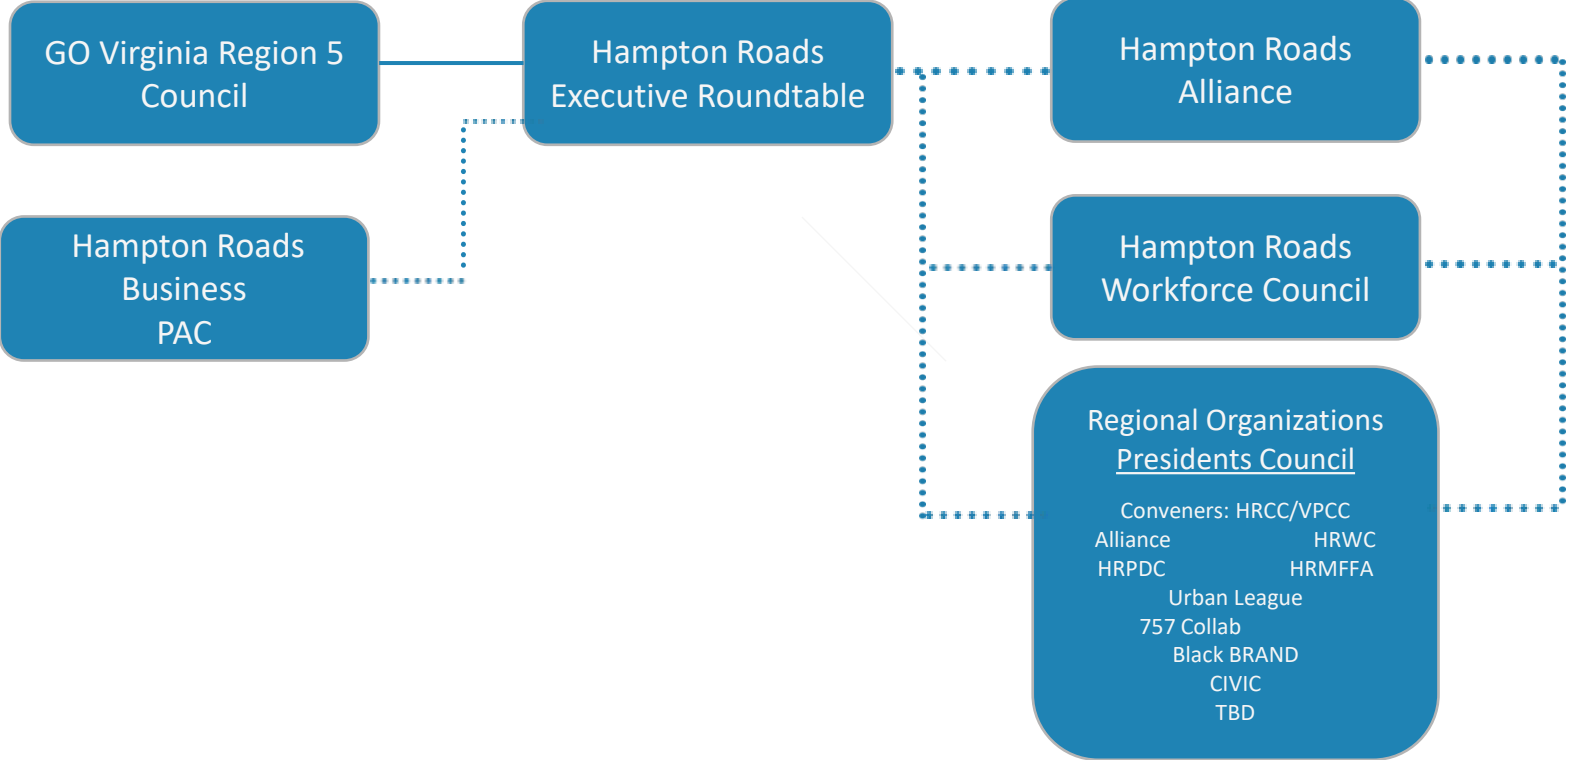 GO Virginia Region 5
Council
Hampton Roads
Executive Roundtable
Hampton Roads
Alliance
Hampton Roads
Business
PAC
Hampton Roads
Workforce Council
Regional Organizations
Presidents Council
Conveners: HRCC/VPCC
Alliance HRWC
HRPDC HRMFFA
Urban League
757 Collab
Black BRAND
CIVIC
TBD